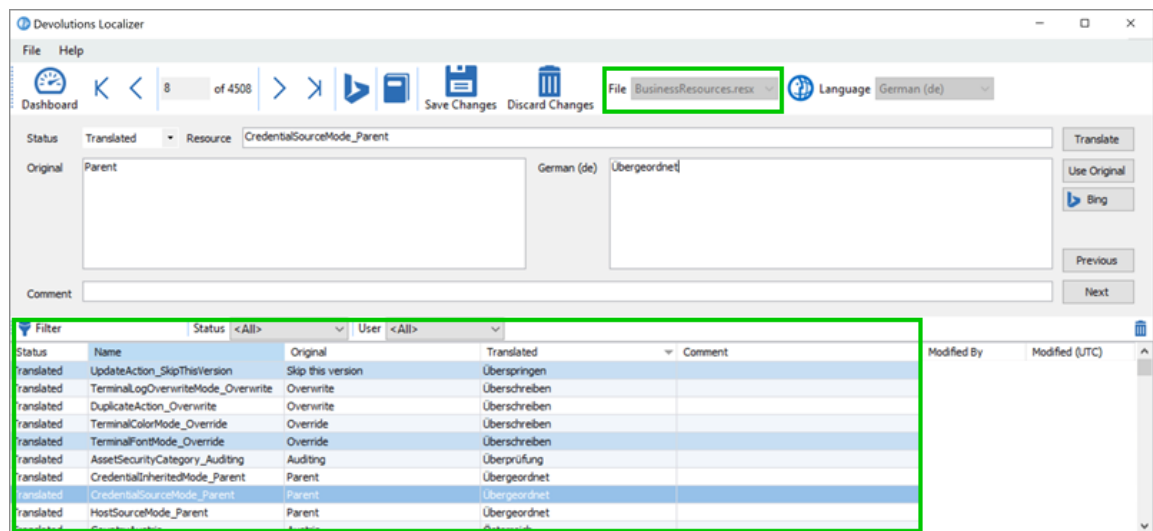 Devolutions Localizer
File Help
Dashboard 8 of 4508 Save Changes Discard Changes File BusinessResources.resx Language German (de)
Status Translated Resource CredentialSourceMode_Parent Translate
Original Parent German (de) Übergeordnet Use Original
Bing
Previous
Comment Next
Filter Status <All> User <All>
Status Name Original Translated Comment Modified By Modified (UTC)
Translated UpdateAction_SkipThisVersion Skip this version Überspringen
Translated TerminalLogOverwriteMode_Overwrite Overwrite Überschreiben
Translated DuplicateAction_Overwrite Overwrite Überschreiben
Translated TerminalColorMode_Override Override Überschreiben
Translated TerminalFontMode_Override Override Überschreiben
Translated AssetSecurityCategory_Auditing Auditing Überprüfung
Translated CredentialInheritedMode_Parent Parent Übergeordnet
Translated CredentialSourceMode_Parent Parent Übergeordnet
Translated HostSourceMode_Parent Parent Übergeordnet